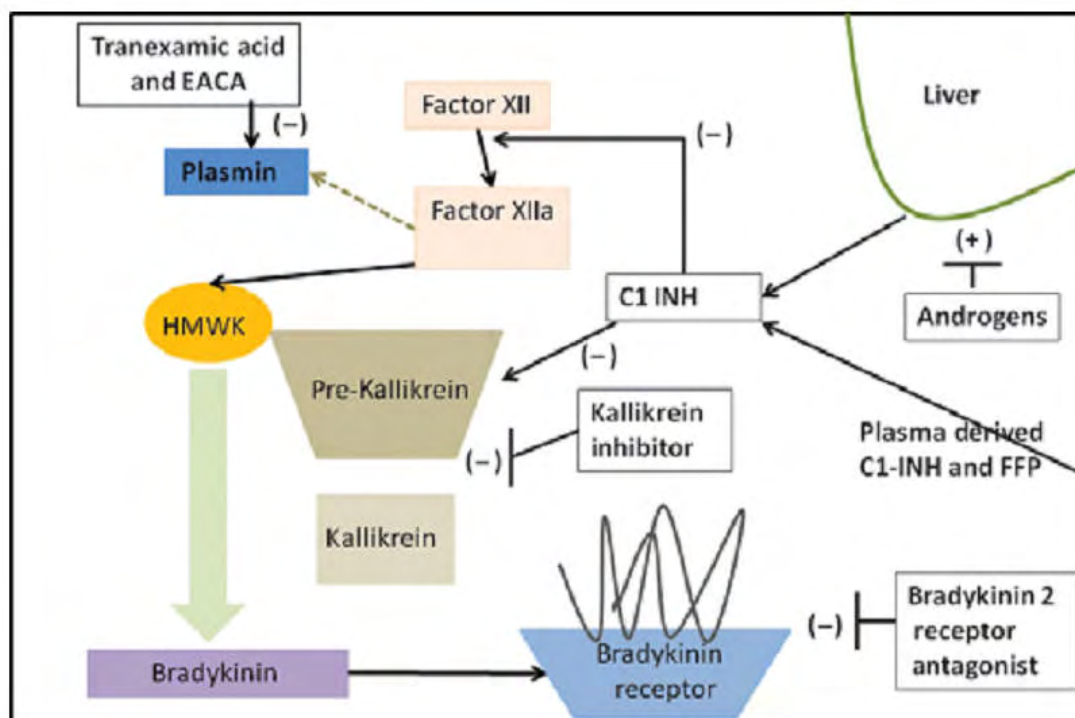 Tranexamic acid
and EACA
(−)
Plasmin
Factor XII
(−)
Factor XIIa
Liver
(+)
Androgens
C1 INH
(−)
HMWK
Pre-Kallikrein
(−)
Kallikrein
inhibitor
Plasma derived
C1-INH and FFP
Kallikrein
Bradykinin
Bradykinin
receptor
(−)
Bradykinin 2
receptor
antagonist